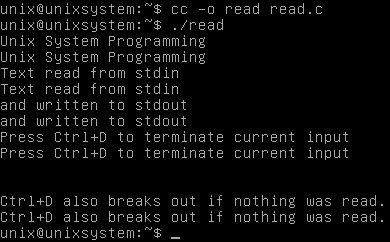 unix@unixsystem:~$ cc -o read read.c
unix@unixsystem:~$ ./read
Unix System Programming
Unix System Programming
Text read from stdin
Text read from stdin
and written to stdout
and written to stdout
Press Ctrl+D to terminate current input
Press Ctrl+D to terminate current input
Ctrl+D also breaks out if nothing was read.
Ctrl+D also breaks out if nothing was read.
unix@unixsystem:~$ _